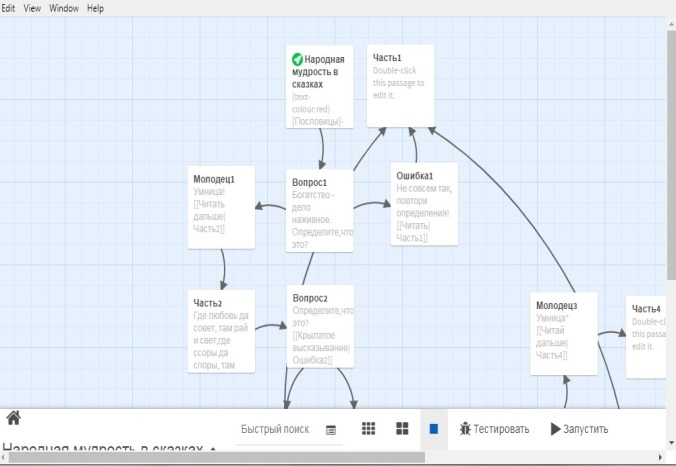 Edit View Window Help
Народная
мудрость в
сказках
(text-
colour:red)
[Пословицы]-
Часть1
Double-click
this passage to
edit it.
Молодец1
Умница!
[[Читать
дальше|
Часть2]]
Вопрос1
Богатство -
дело
наживное.
Определите,что
это?
Ошибка1
Не совсем так,
повтори
определения!
[[Читать|
Часть1]]
Часть2
Где любовь да
совет, там рай
и свет,где
ссоры да
споры, там
Вопрос2
Определите,что
это?
[[Крылатое
высказывание|
Ошибка2]]
Молодец3
Умница"
[[Читай
дальше|
Часть4]]
Часть4
Double-cl
this passa
edit it.
Быстрый поиск
Тестировать
Запустить
Народная мудрость в сказках